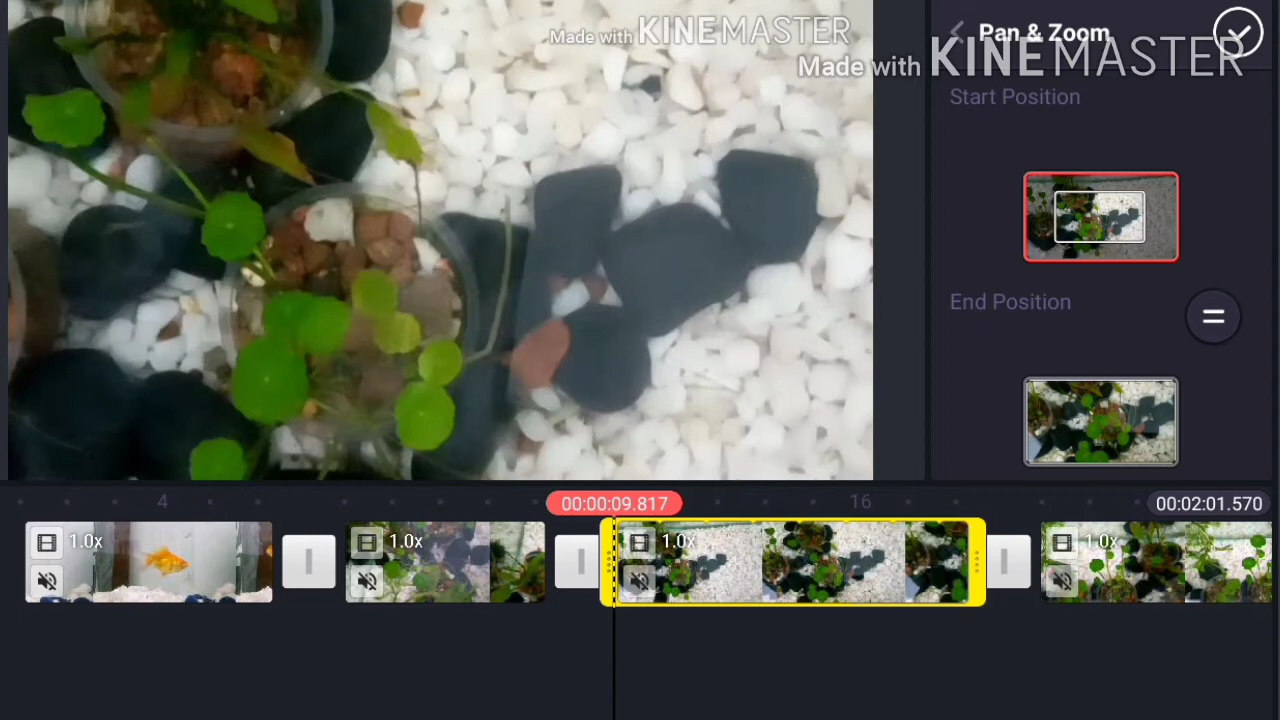 Made with KINEMASTER
Pan & Zoom
Made with KINEMASTER
Start Position
End Position
4
00:00:09.817
16
00:02:01.570
1.0x
1.0x
1.0x
1.0x